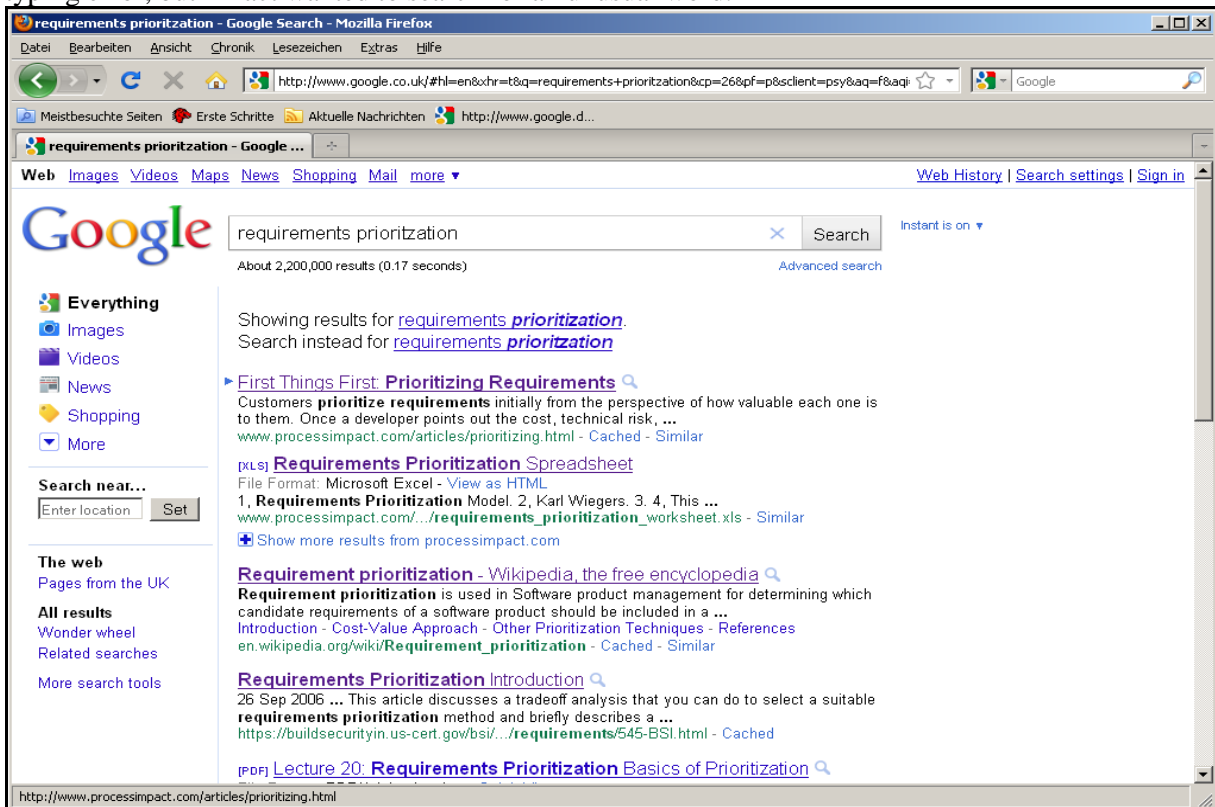 requirements prioritzation - Google Search - Mozilla Firefox
Datei Bearbeiten Ansicht Chronik Lesezeichen Extras Hilfe
http://www.google.co.uk/#hl=en&xhr=t&q=requirements+prioritzation&cp=26&pf=p&sclient=psy&aq=f&aqi Google
Meistbesuchte Seiten Erste Schritte Aktuelle Nachrichten http://www.google.d...
requirements prioritzation - Google ...
Web Images Videos Maps News Shopping Mail more ▼ Web History | Search settings | Sign in
Google
requirements prioritzation × Search Instant is on ▼
About 2,200,000 results (0.17 seconds) Advanced search
Everything
Images
Videos
News
Shopping
More
Search near...
Enter location Set
The web
Pages from the UK
All results
Wonder wheel
Related searches
More search tools
Showing results for requirements prioritization.
Search instead for requirements prioritzation
First Things First: Prioritizing Requirements
Customers prioritize requirements initially from the perspective of how valuable each one is
to them. Once a developer points out the cost, technical risk, ...
www.processimpact.com/articles/prioritizing.html - Cached - Similar
[XLS] Requirements Prioritization Spreadsheet
File Format: Microsoft Excel - View as HTML
1, Requirements Prioritization Model. 2, Karl Wiegers. 3. 4, This ...
www.processimpact.com/.../requirements_prioritization_worksheet.xls - Similar
Show more results from processimpact.com
Requirement prioritization - Wikipedia, the free encyclopedia
Requirement prioritization is used in Software product management for determining which
candidate requirements of a software product should be included in a ...
Introduction - Cost-Value Approach - Other Prioritization Techniques - References
en.wikipedia.org/wiki/Requirement_prioritization - Cached - Similar
Requirements Prioritization Introduction
26 Sep 2006 ... This article discusses a tradeoff analysis that you can do to select a suitable
requirements prioritization method and briefly describes a ...
https://buildsecurityin.us-cert.gov/bsi/.../requirements/545-BSI.html - Cached
[PDF] Lecture 20: Requirements Prioritization Basics of Prioritization
http://www.processimpact.com/articles/prioritizing.html